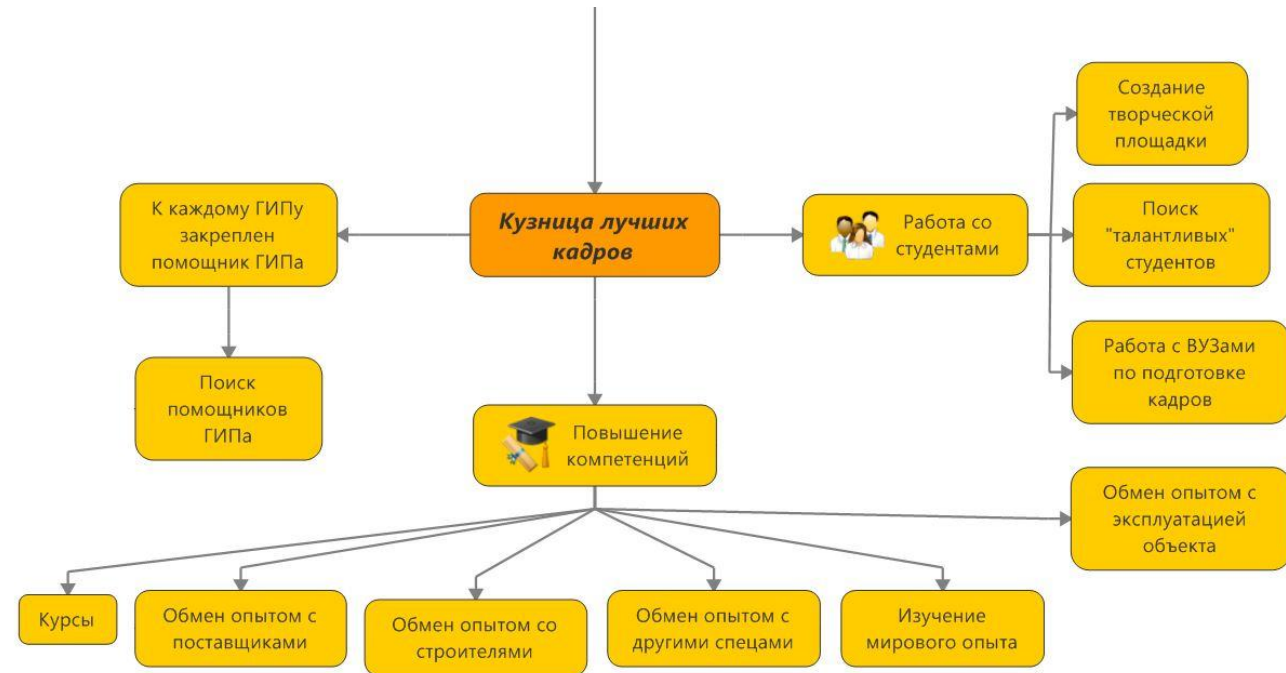 Создание
творческой
площадки
К каждому ГИПу
закреплен
помощник ГИПа
Кузница лучших
кадров
Работа со
студентами
Поиск
"талантливых"
студентов
Поиск
помощников
ГИПа
Работа с ВУЗами
по подготовке
кадров
Повышение
компетенций
Обмен опытом с
эксплуатацией
объекта
Курсы
Обмен опытом с
поставщиками
Обмен опытом со
строителями
Обмен опытом с
другими спецами
Изучение
мирового опыта